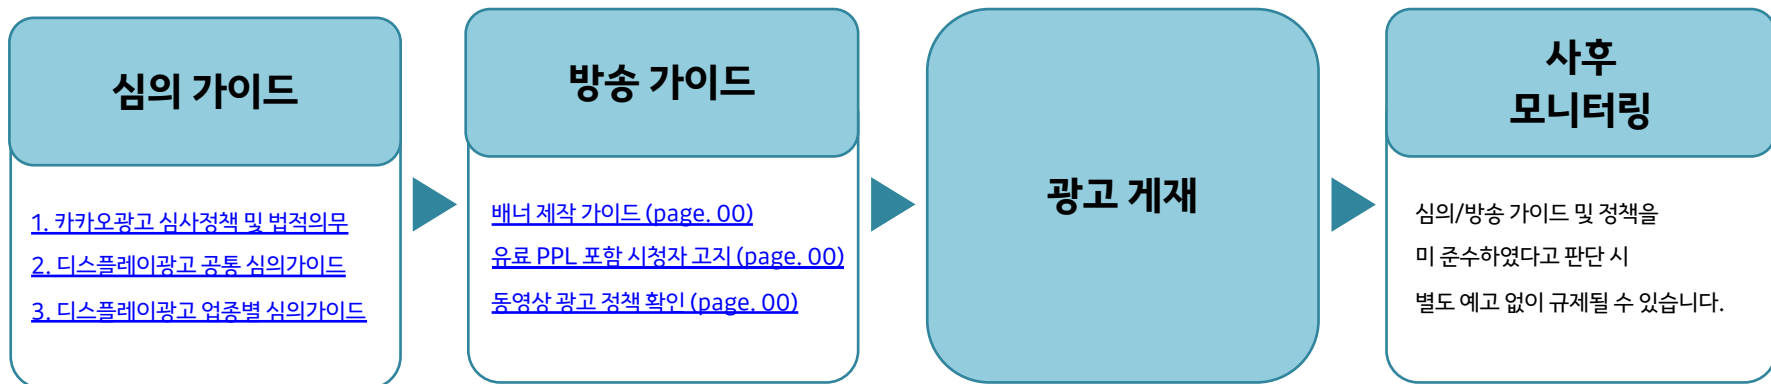 심의 가이드
1. 카카오광고 심사정책 및 법적의무
2. 디스플레이광고 공통 심의가이드
3. 디스플레이광고 업종별 심의가이드
방송 가이드
배너 제작 가이드 (page. 00)
유료 PPL 포함 시청자 고지 (page. 00)
동영상 광고 정책 확인 (page. 00)
광고 게재
사후
모니터링
심의/방송 가이드 및 정책을
미 준수하였다고 판단 시
별도 예고 없이 규제될 수 있습니다.